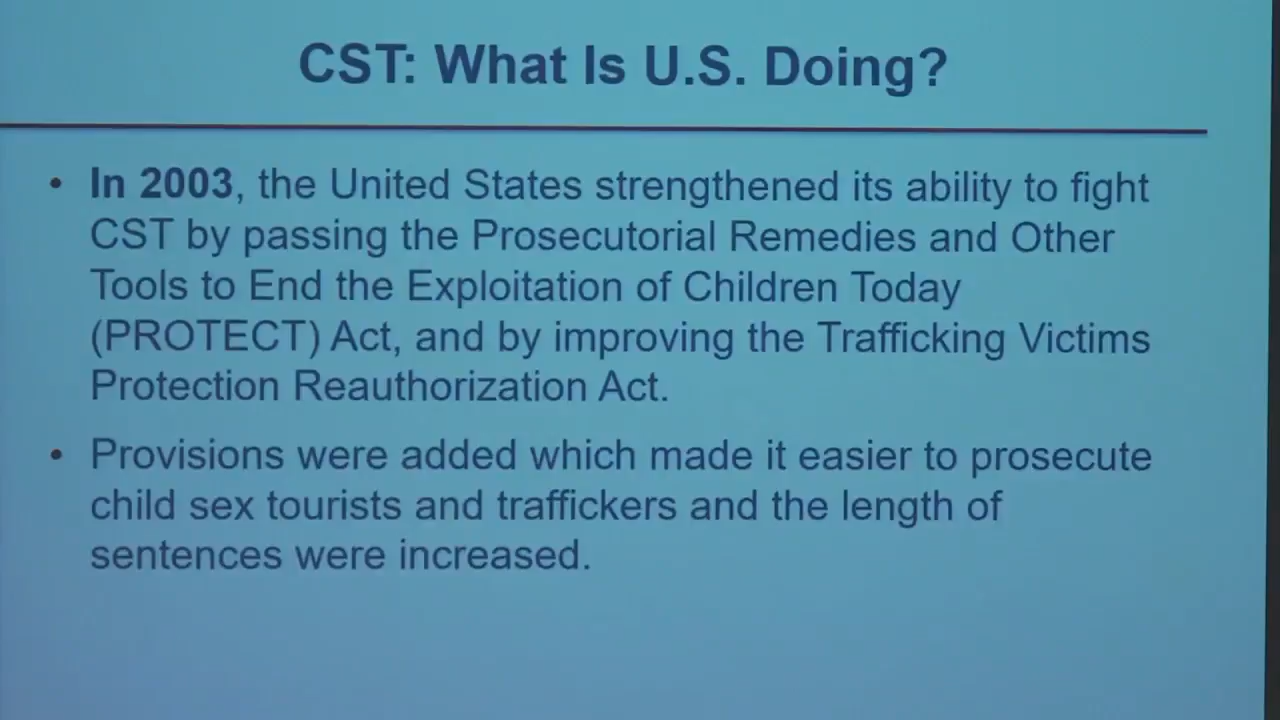 CST: What Is U.S. Doing?
• In 2003, the United States strengthened its ability to fight
CST by passing the Prosecutorial Remedies and Other
Tools to End the Exploitation of Children Today
(PROTECT) Act, and by improving the Trafficking Victims
Protection Reauthorization Act.
• Provisions were added which made it easier to prosecute
child sex tourists and traffickers and the length of
sentences were increased.